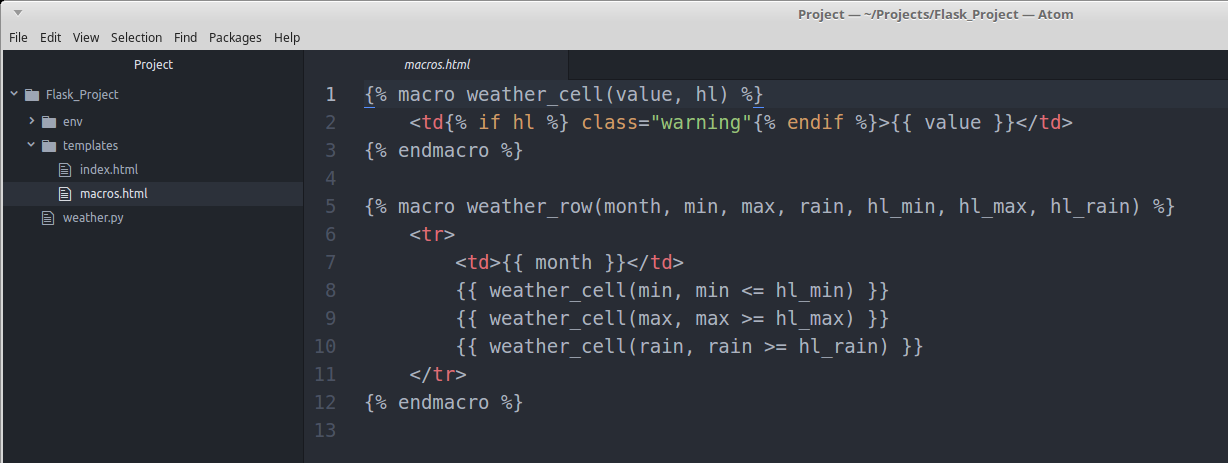 Project — ~/Projects/Flask_Project — Atom
File Edit View Selection Find Packages Help
Project
Flask_Project
env
templates
index.html
macros.html
weather.py
macros.html
1 {% macro weather_cell(value, hl) %}
2     <td{% if hl %} class="warning"{% endif %}>{{ value }}</td>
3 {% endmacro %}
4
5 {% macro weather_row(month, min, max, rain, hl_min, hl_max, hl_rain) %}
6     <tr>
7         <td>{{ month }}</td>
8         {{ weather_cell(min, min <= hl_min) }}
9         {{ weather_cell(max, max >= hl_max) }}
10         {{ weather_cell(rain, rain >= hl_rain) }}
11     </tr>
12 {% endmacro %}
13